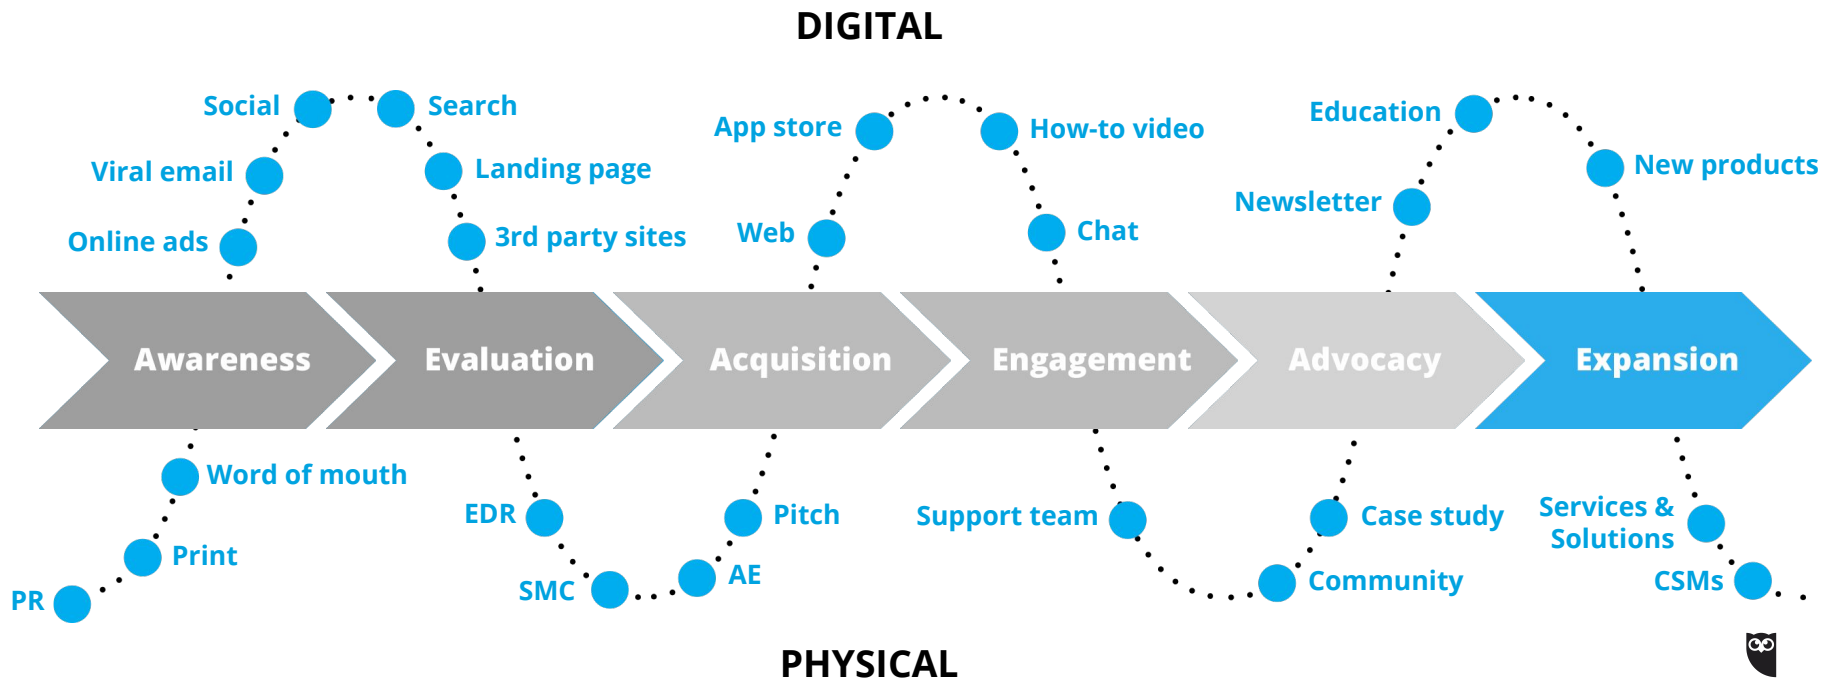 DIGITAL
Social
Search
Viral email
Landing page
Online ads
3rd party sites
App store
How-to video
Web
Chat
Education
New products
Newsletter
Awareness
Evaluation
Acquisition
Engagement
Advocacy
Expansion
Word of mouth
Print
PR
EDR
SMC
AE
Pitch
Support team
Community
Case study
Services &
Solutions
CSMs
PHYSICAL